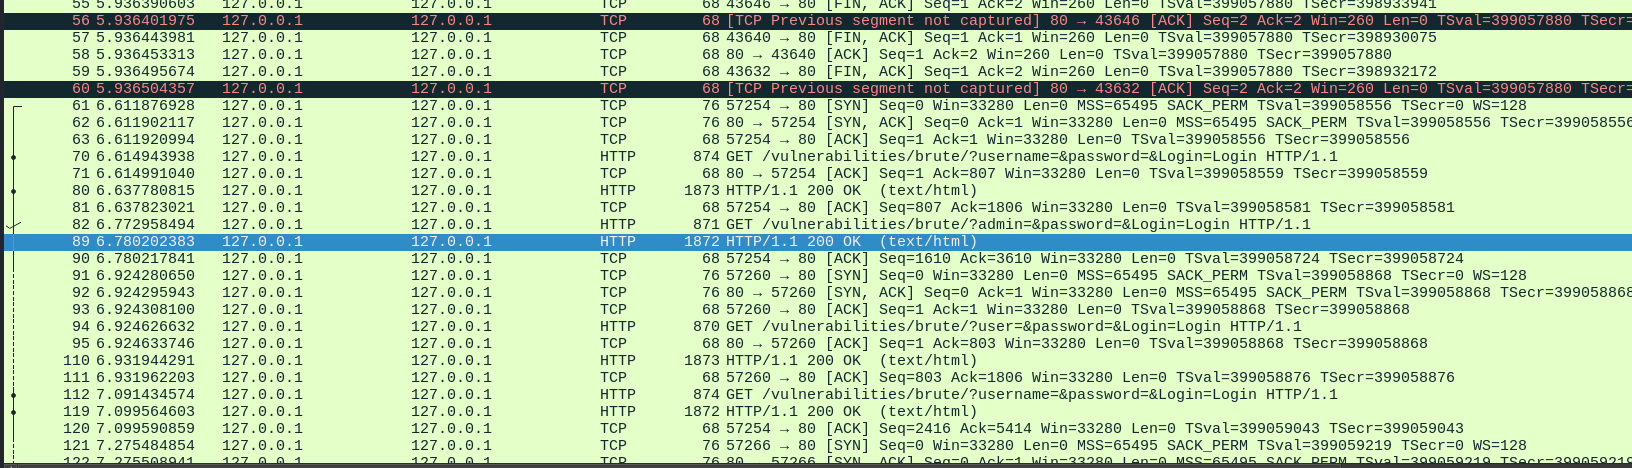 55 5.936390603 127.0.0.1 127.0.0.1 TCP 68 43646 → 80 [FIN, ACK] Seq=1 Ack=2 Win=260 Len=0 TSval=399057880 TSecr=398933941
56 5.936401975 127.0.0.1 127.0.0.1 TCP 68 [TCP Previous segment not captured] 80 → 43646 [ACK] Seq=2 Ack=2 Win=260 Len=0 TSval=399057880 TSecr=
57 5.936443981 127.0.0.1 127.0.0.1 TCP 68 43640 → 80 [FIN, ACK] Seq=1 Ack=1 Win=260 Len=0 TSval=399057880 TSecr=398930075
58 5.936453313 127.0.0.1 127.0.0.1 TCP 68 80 → 43640 [ACK] Seq=1 Ack=2 Win=260 Len=0 TSval=399057880 TSecr=399057880
59 5.936495674 127.0.0.1 127.0.0.1 TCP 68 43632 → 80 [FIN, ACK] Seq=1 Ack=2 Win=260 Len=0 TSval=399057880 TSecr=398932172
60 5.936504357 127.0.0.1 127.0.0.1 TCP 68 [TCP Previous segment not captured] 80 → 43632 [ACK] Seq=2 Ack=2 Win=260 Len=0 TSval=399057880 TSecr=
61 6.611876928 127.0.0.1 127.0.0.1 TCP 76 57254 → 80 [SYN] Seq=0 Win=33280 Len=0 MSS=65495 SACK_PERM TSval=399058556 TSecr=0 WS=128
62 6.611902117 127.0.0.1 127.0.0.1 TCP 76 80 → 57254 [SYN, ACK] Seq=0 Ack=1 Win=33280 Len=0 MSS=65495 SACK_PERM TSval=399058556 TSecr=399058556
63 6.611920994 127.0.0.1 127.0.0.1 TCP 68 57254 → 80 [ACK] Seq=1 Ack=1 Win=33280 Len=0 TSval=399058556 TSecr=399058556
70 6.614943938 127.0.0.1 127.0.0.1 HTTP 874 GET /vulnerabilities/brute/?username=&password=&Login=Login HTTP/1.1
71 6.614991040 127.0.0.1 127.0.0.1 TCP 68 80 → 57254 [ACK] Seq=1 Ack=807 Win=33280 Len=0 TSval=399058559 TSecr=399058559
80 6.637780815 127.0.0.1 127.0.0.1 HTTP 1873 HTTP/1.1 200 OK (text/html)
81 6.637823021 127.0.0.1 127.0.0.1 TCP 68 57254 → 80 [ACK] Seq=807 Ack=1806 Win=33280 Len=0 TSval=399058581 TSecr=399058581
82 6.772958494 127.0.0.1 127.0.0.1 HTTP 871 GET /vulnerabilities/brute/?admin=&password=&Login=Login HTTP/1.1
89 6.780202383 127.0.0.1 127.0.0.1 HTTP 1872 HTTP/1.1 200 OK (text/html)
90 6.780217841 127.0.0.1 127.0.0.1 TCP 68 57254 → 80 [ACK] Seq=1610 Ack=3610 Win=33280 Len=0 TSval=399058724 TSecr=399058724
91 6.924280650 127.0.0.1 127.0.0.1 TCP 76 57260 → 80 [SYN] Seq=0 Win=33280 Len=0 MSS=65495 SACK_PERM TSval=399058868 TSecr=0 WS=128
92 6.924295943 127.0.0.1 127.0.0.1 TCP 76 80 → 57260 [SYN, ACK] Seq=0 Ack=1 Win=33280 Len=0 MSS=65495 SACK_PERM TSval=399058868 TSecr=399058868
93 6.924308100 127.0.0.1 127.0.0.1 TCP 68 57260 → 80 [ACK] Seq=1 Ack=1 Win=33280 Len=0 TSval=399058868 TSecr=399058868
94 6.924626632 127.0.0.1 127.0.0.1 HTTP 870 GET /vulnerabilities/brute/?user=&password=&Login=Login HTTP/1.1
95 6.924633746 127.0.0.1 127.0.0.1 TCP 68 80 → 57260 [ACK] Seq=1 Ack=803 Win=33280 Len=0 TSval=399058868 TSecr=399058868
110 6.931944291 127.0.0.1 127.0.0.1 HTTP 1873 HTTP/1.1 200 OK (text/html)
111 6.931962203 127.0.0.1 127.0.0.1 TCP 68 57260 → 80 [ACK] Seq=803 Ack=1806 Win=33280 Len=0 TSval=399058876 TSecr=399058876
112 7.091434574 127.0.0.1 127.0.0.1 HTTP 874 GET /vulnerabilities/brute/?username=&password=&Login=Login HTTP/1.1
119 7.099564603 127.0.0.1 127.0.0.1 HTTP 1872 HTTP/1.1 200 OK (text/html)
120 7.099590859 127.0.0.1 127.0.0.1 TCP 68 57254 → 80 [ACK] Seq=2416 Ack=5414 Win=33280 Len=0 TSval=399059043 TSecr=399059043
121 7.275484854 127.0.0.1 127.0.0.1 TCP 76 57266 → 80 [SYN] Seq=0 Win=33280 Len=0 MSS=65495 SACK_PERM TSval=399059219 TSecr=0 WS=128
122 7.275508941 127.0.0.1 127.0.0.1 TCP 76 80 → 57266 [SYN, ACK] Seq=0 Ack=1 Win=33280 Len=0 MSS=65495 SACK_PERM TSval=399059219 TSecr=399059219